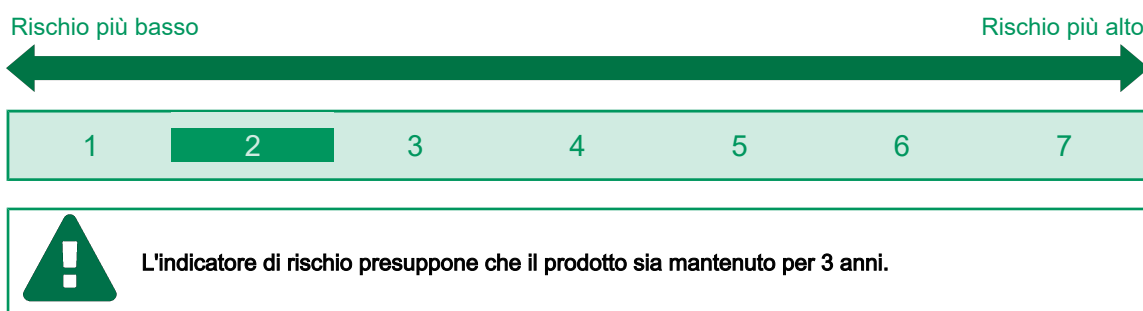 Rischio più basso Rischio più alto
1 2 3 4 5 6 7
L'indicatore di rischio presuppone che il prodotto sia mantenuto per 3 anni.